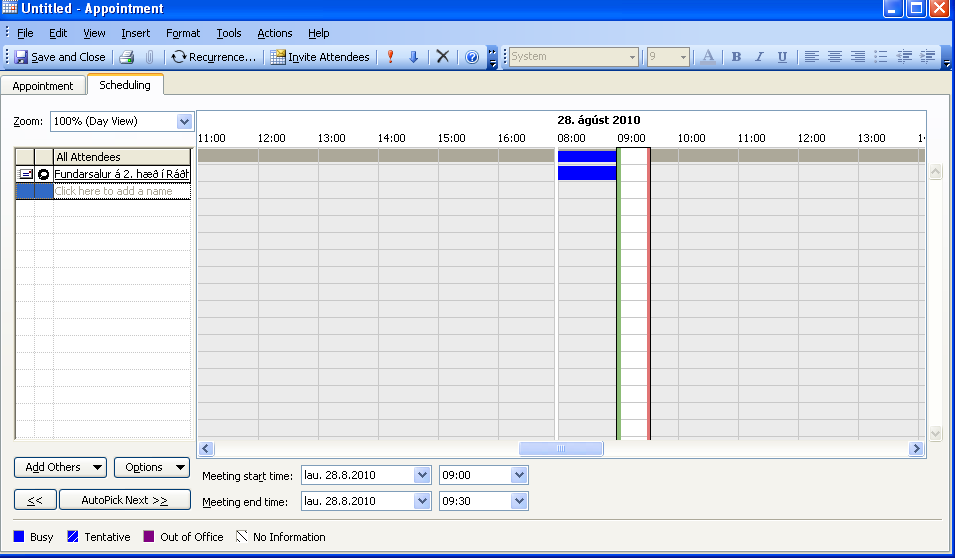 Untitled - Appointment
File Edit View Insert Format Tools Actions Help
Save and Close Recurrence... Invite Attendees System 9 A B I U
Appointment Scheduling
Zoom: 100% (Day View)
28. ágúst 2010
11:00 12:00 13:00 14:00 15:00 16:00 08:00 09:00 10:00 11:00 12:00 13:00
All Attendees
Fundarsalur á 2. hæð í Ráðh
Click here to add a name
Add Others Options
<< AutoPick Next >>
Meeting start time: lau. 28.8.2010 09:00
Meeting end time: lau. 28.8.2010 09:30
Busy Tentative Out of Office No Information